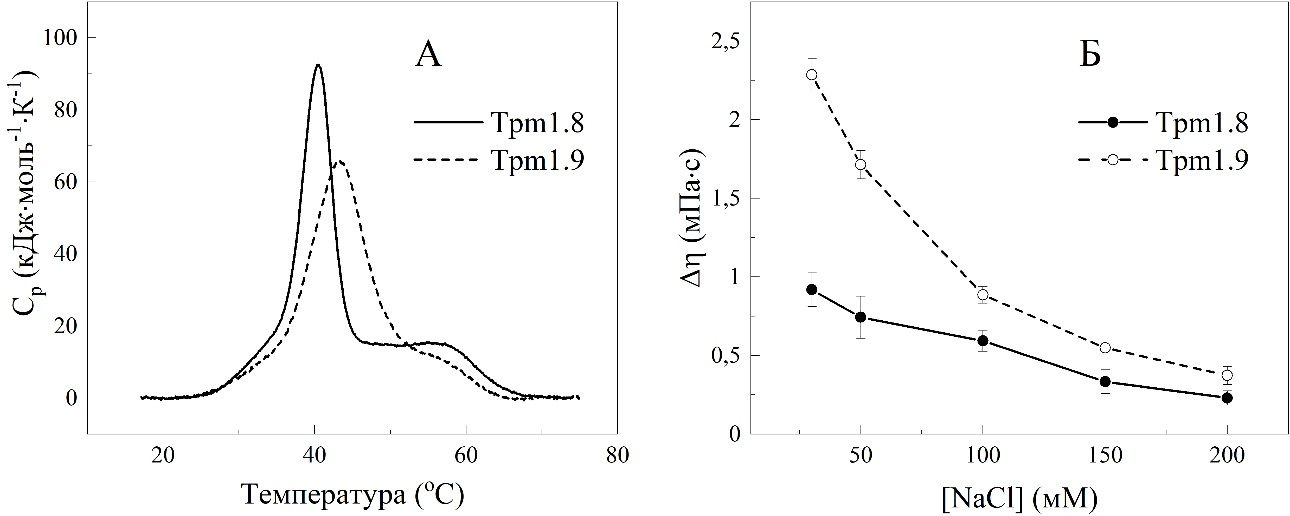 А
Tpm1.8
Tpm1.9
100
80
60
40
20
0
20
40
60
80
Cp (кДж·моль-1·К-1)
Температура (оС)
Б
Tpm1.8
Tpm1.9
2,5
2
1,5
1
0,5
0
50
100
150
200
Δη (мПа·с)
[NaCl] (мМ)